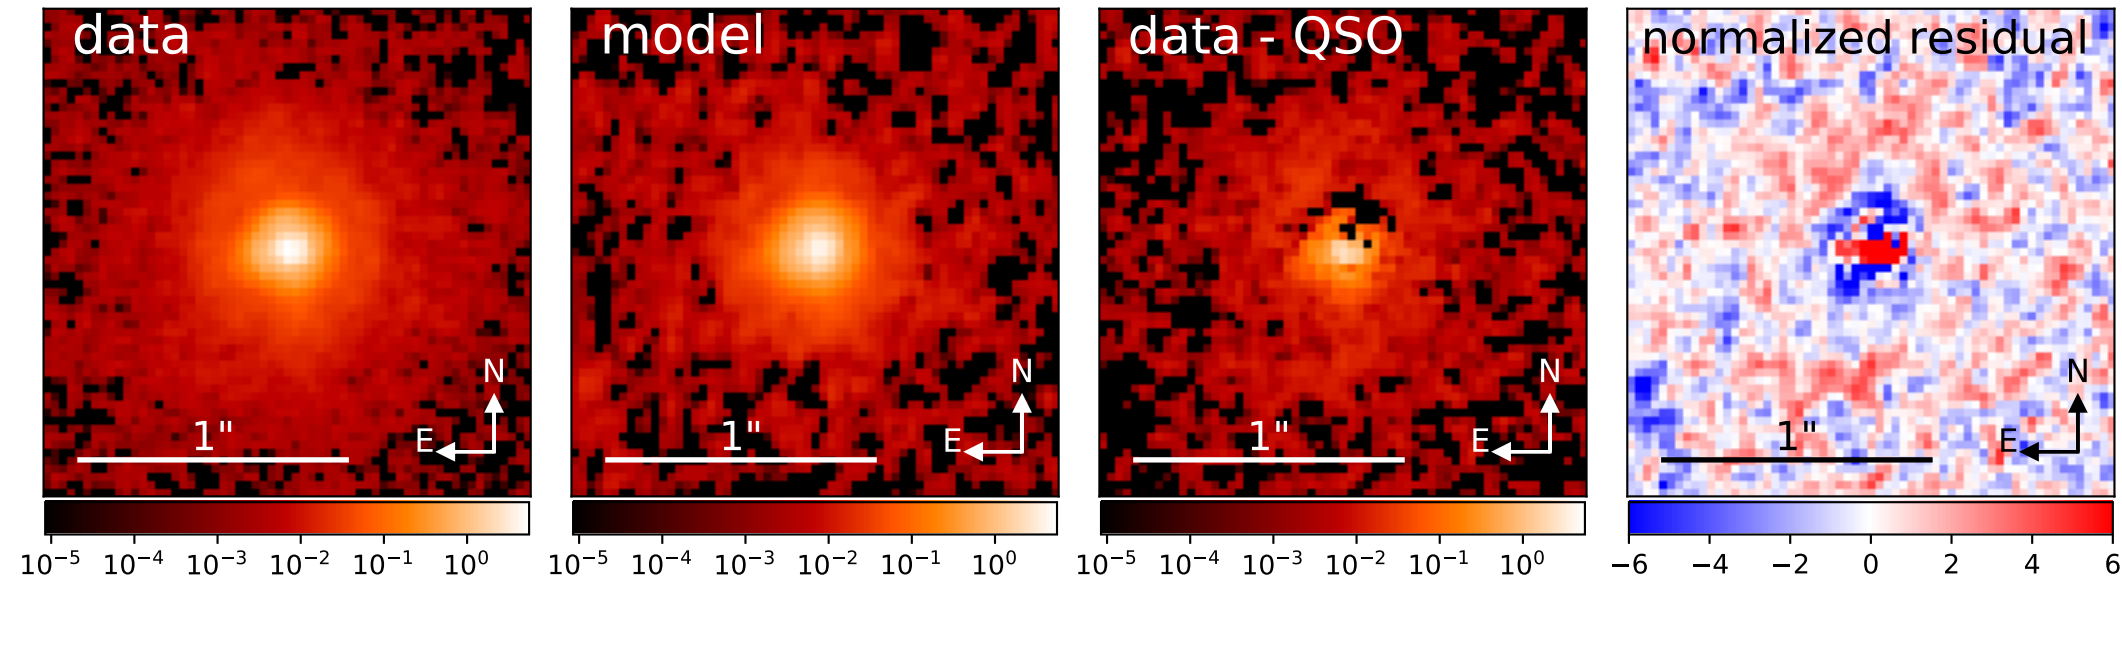 data
model
data - QSO
normalized residual
N
N
N
N
1"
E
1"
E
1"
E
1"
E
10⁻⁵ 10⁻⁴ 10⁻³ 10⁻² 10⁻¹ 10⁰
10⁻⁵ 10⁻⁴ 10⁻³ 10⁻² 10⁻¹ 10⁰
10⁻⁵ 10⁻⁴ 10⁻³ 10⁻² 10⁻¹ 10⁰
−6 −4 −2 0 2 4 6